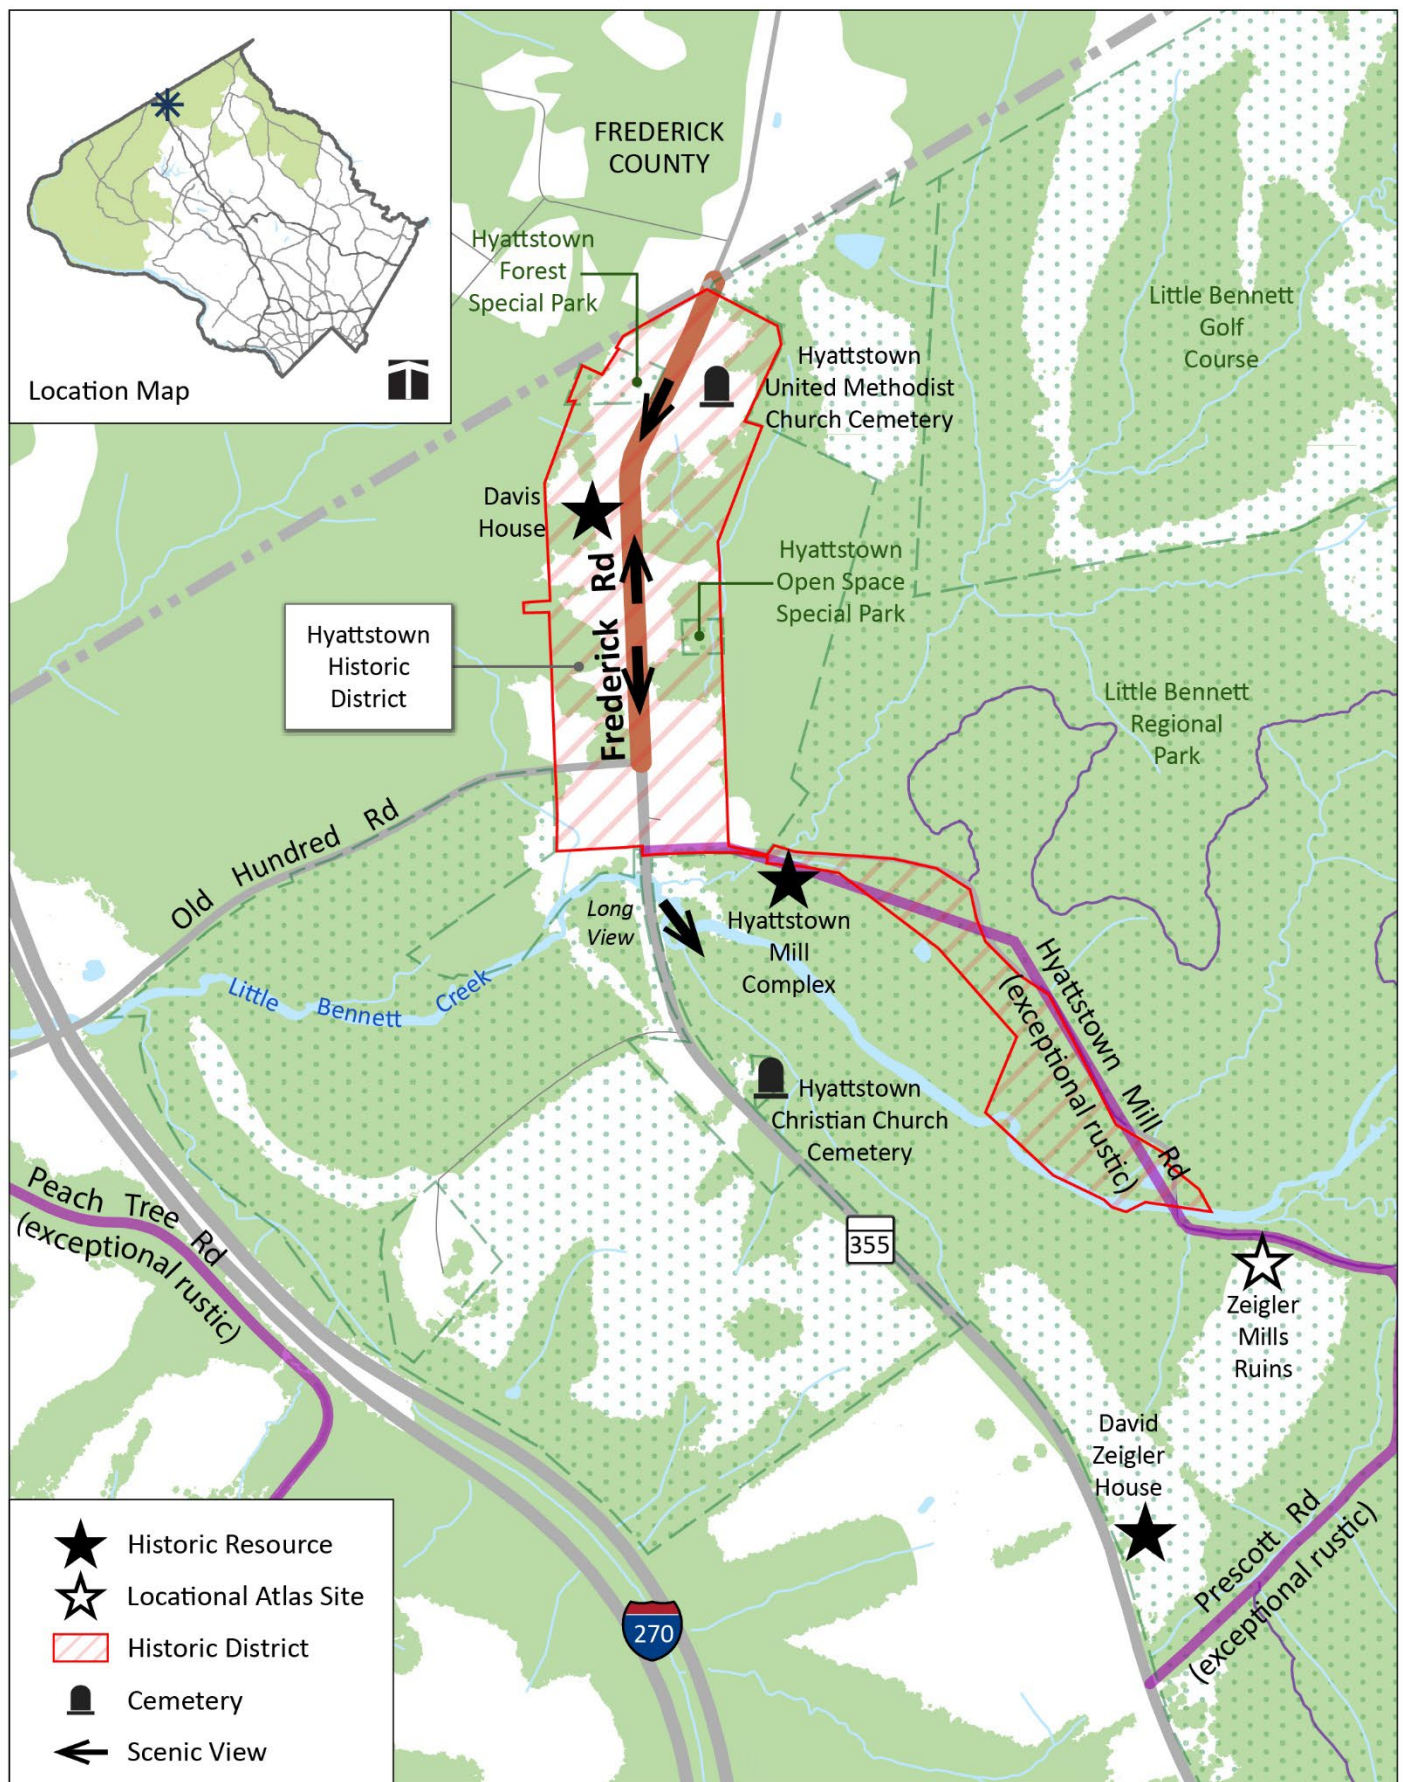 Location Map
FREDERICK
COUNTY
Hyattstown
Forest
Special Park
Little Bennett
Golf
Course
Hyattstown
United Methodist
Church Cemetery
Davis
House
Hyattstown
Open Space
Special Park
Frederick Rd
Hyattstown
Historic
District
Little Bennett
Regional
Park
Old Hundred Rd
Long
View
Hyattstown
Mill
Complex
Little Bennett Creek
Hyattstown Mill Rd
(exceptional rustic)
Hyattstown
Christian Church
Cemetery
Peach Tree Rd
(exceptional rustic)
355
Zeigler
Mills
Ruins
David
Zeigler
House
Prescott Rd
(exceptional rustic)
270
Historic Resource
Locational Atlas Site
Historic District
Cemetery
Scenic View